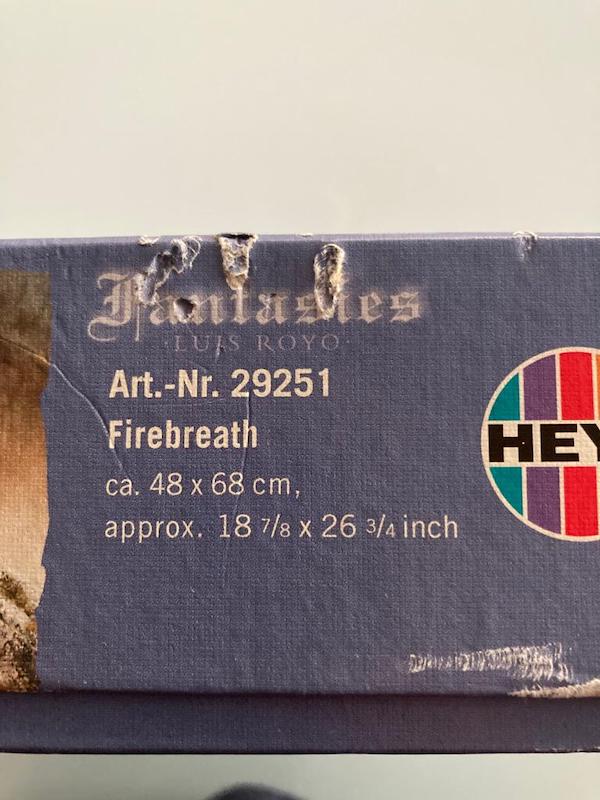 Fantasies
·LUIS ROYO·
Art.-Nr. 29251
Firebreath
ca. 48 x 68 cm,
approx. 18 7/8 x 26 3/4 inch
HEY